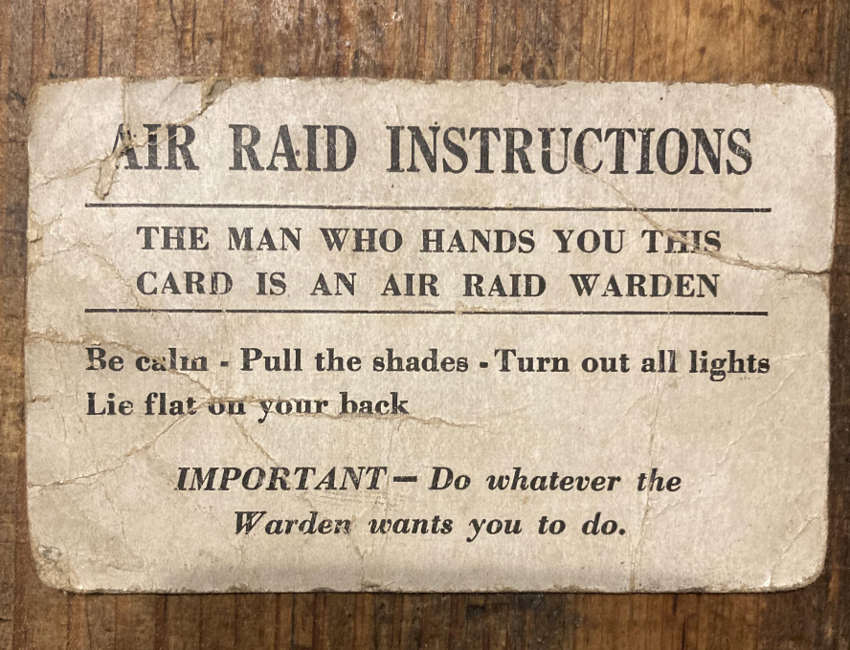 AIR RAID INSTRUCTIONS
THE MAN WHO HANDS YOU THIS
CARD IS AN AIR RAID WARDEN
Be calm - Pull the shades - Turn out all lights
Lie flat on your back
IMPORTANT — Do whatever the
Warden wants you to do.